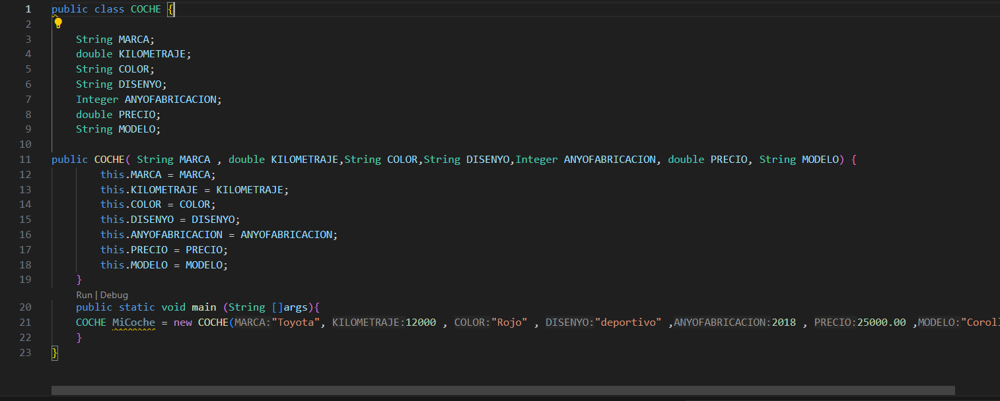 1 public class COCHE {
2
3 String MARCA;
4 double KILOMETRAJE;
5 String COLOR;
6 String DISENYO;
7 Integer ANYOFABRICACION;
8 double PRECIO;
9 String MODELO;
10
11 public COCHE( String MARCA , double KILOMETRAJE,String COLOR,String DISENYO,Integer ANYOFABRICACION, double PRECIO, String MODELO) {
12 this.MARCA = MARCA;
13 this.KILOMETRAJE = KILOMETRAJE;
14 this.COLOR = COLOR;
15 this.DISENYO = DISENYO;
16 this.ANYOFABRICACION = ANYOFABRICACION;
17 this.PRECIO = PRECIO;
18 this.MODELO = MODELO;
19 }
Run | Debug
20 public static void main (String []args){
21 COCHE MiCoche = new COCHE(MARCA:"Toyota", KILOMETRAJE:12000 , COLOR:"Rojo" , DISENYO:"deportivo" ,ANYOFABRICACION:2018 , PRECIO:25000.00 ,MODELO:"Coroll
22 }
23 }